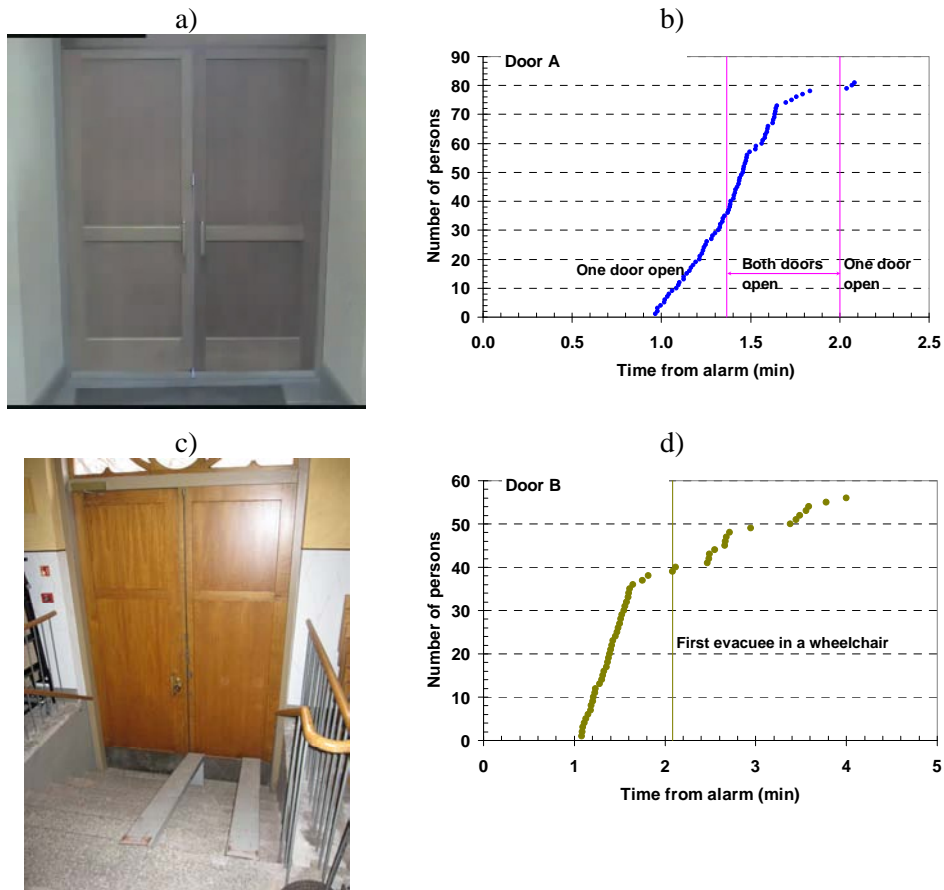 a)
b)
Door A
90
80
70
60
50
40
30
20
10
0
Number of persons
One door open
Both doors
open
One door
open
0.0
0.5
1.0
1.5
2.0
2.5
Time from alarm (min)
c)
d)
Door B
60
50
40
30
20
10
0
Number of persons
First evacuee in a wheelchair
0
1
2
3
4
5
Time from alarm (min)